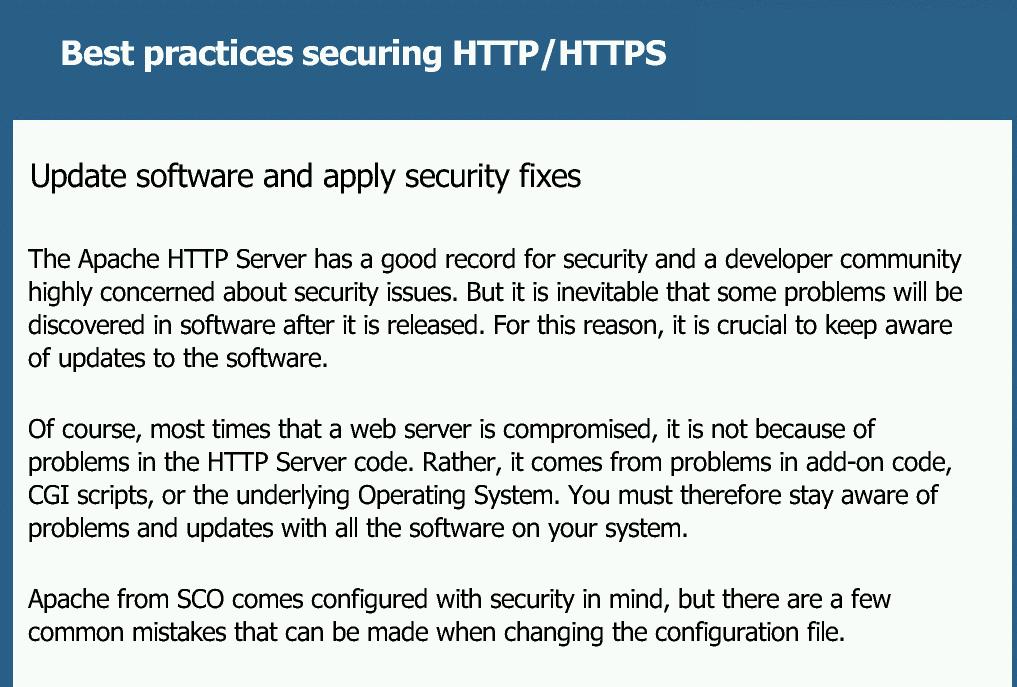 Best practices securing HTTP/HTTPS
Update software and apply security fixes
The Apache HTTP Server has a good record for security and a developer community
highly concerned about security issues. But it is inevitable that some problems will be
discovered in software after it is released. For this reason, it is crucial to keep aware
of updates to the software.
Of course, most times that a web server is compromised, it is not because of
problems in the HTTP Server code. Rather, it comes from problems in add-on code,
CGI scripts, or the underlying Operating System. You must therefore stay aware of
problems and updates with all the software on your system.
Apache from SCO comes configured with security in mind, but there are a few
common mistakes that can be made when changing the configuration file.